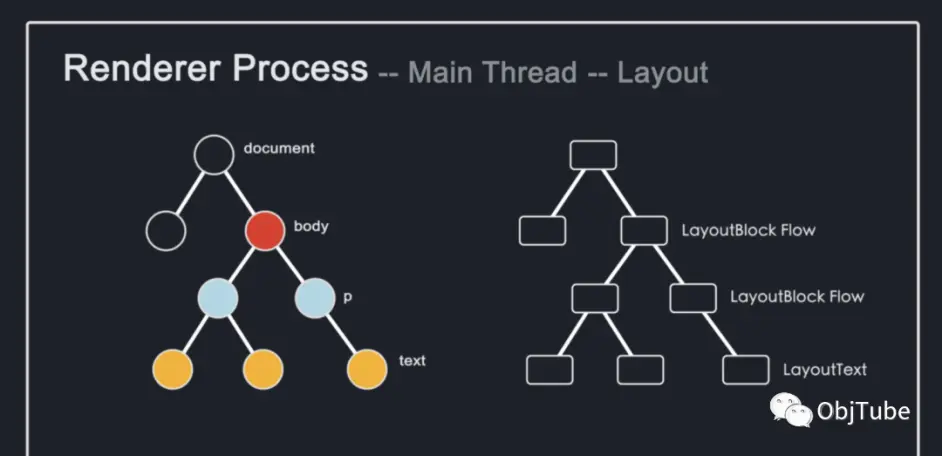 Renderer Process -- Main Thread -- Layout
document
body
LayoutBlock Flow
p
LayoutBlock Flow
text
LayoutText
ObjTube